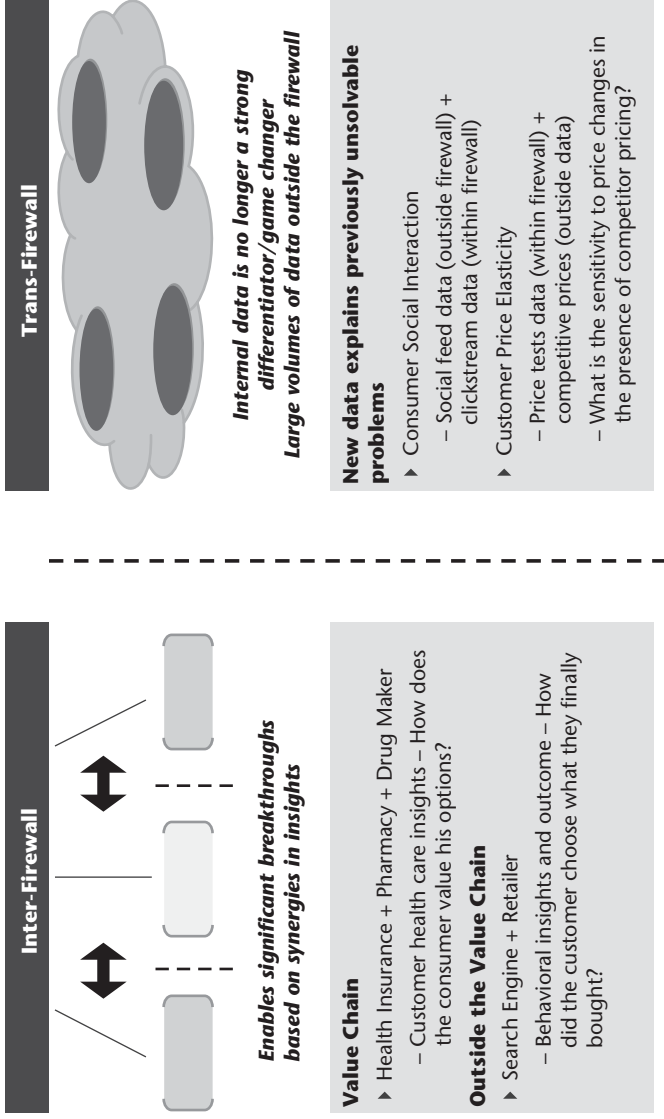 Inter-Firewall
Enables significant breakthroughs
based on synergies in insights
Value Chain
▸ Health Insurance + Pharmacy + Drug Maker
– Customer health care insights – How does
the consumer value his options?
Outside the Value Chain
▸ Search Engine + Retailer
– Behavioral insights and outcome – How
did the customer choose what they finally
bought?
Trans-Firewall
Internal data is no longer a strong
differentiator/game changer
Large volumes of data outside the firewall
New data explains previously unsolvable
problems
▸ Consumer Social Interaction
– Social feed data (outside firewall) +
clickstream data (within firewall)
▸ Customer Price Elasticity
– Price tests data (within firewall) +
competitive prices (outside data)
– What is the sensitivity to price changes in
the presence of competitor pricing?